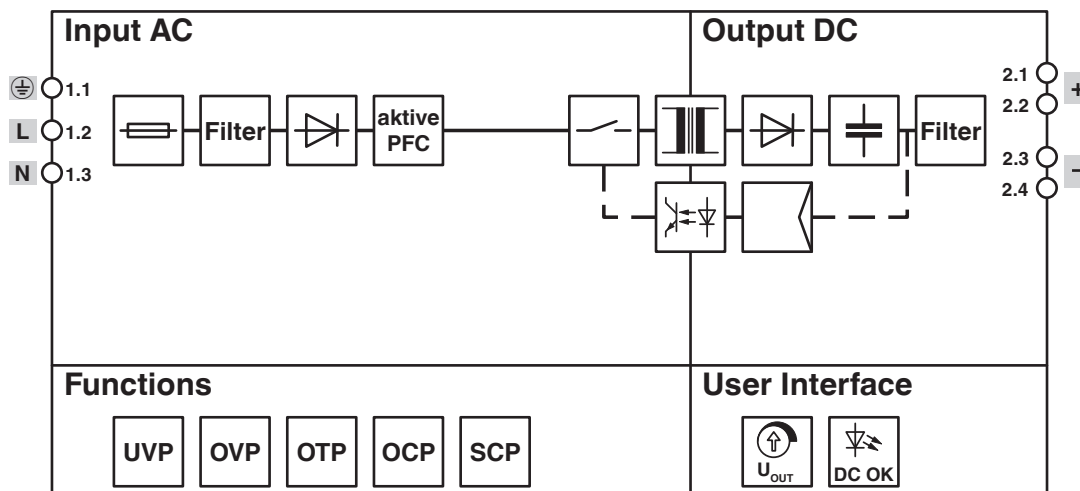 Input AC
Output DC
1.1
L 1.2
N 1.3
Filter
aktive
PFC
Filter
2.1
2.2
+
2.3
2.4
–
Functions
UVP
OVP
OTP
OCP
SCP
User Interface
UOUT
DC OK